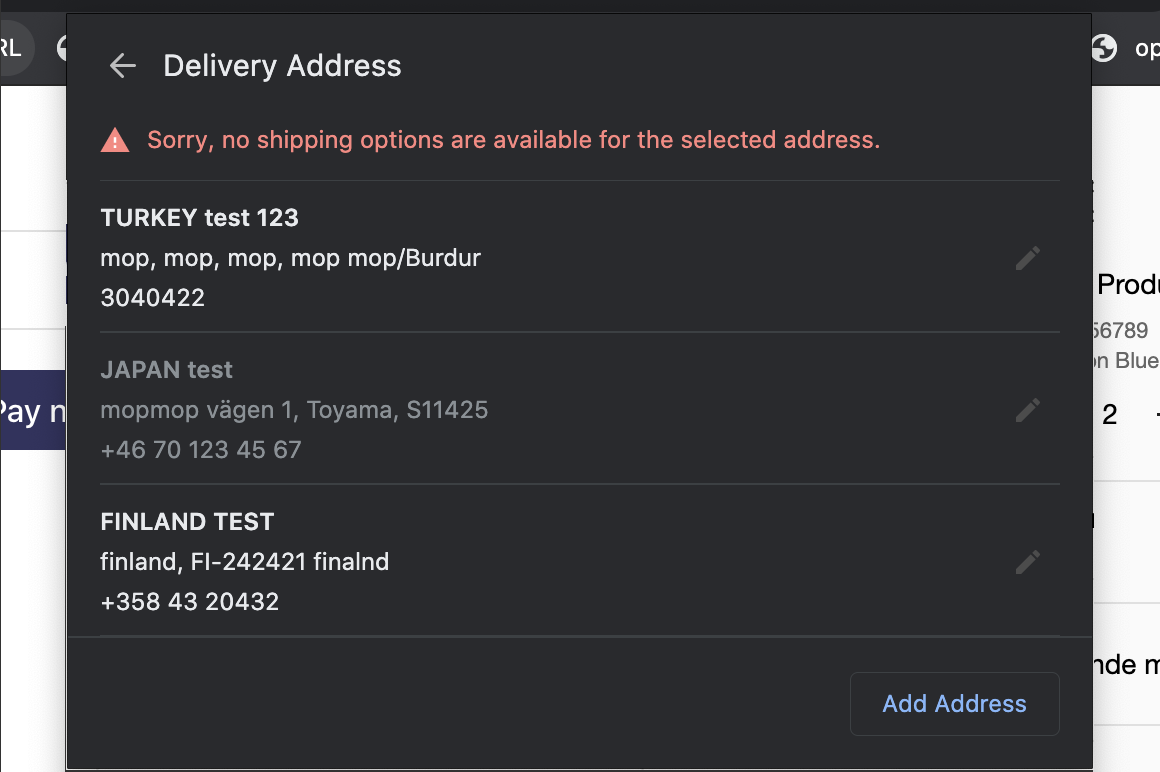 Delivery Address
Sorry, no shipping options are available for the selected address.
TURKEY test 123
mop, mop, mop, mop mop/Burdur
3040422
JAPAN test
mopmop vägen 1, Toyama, S11425
+46 70 123 45 67
FINLAND TEST
finland, FI-242421 finalnd
+358 43 20432
Add Address
RL
op
Pay n
Produ
56789
on Blue
2
nde m